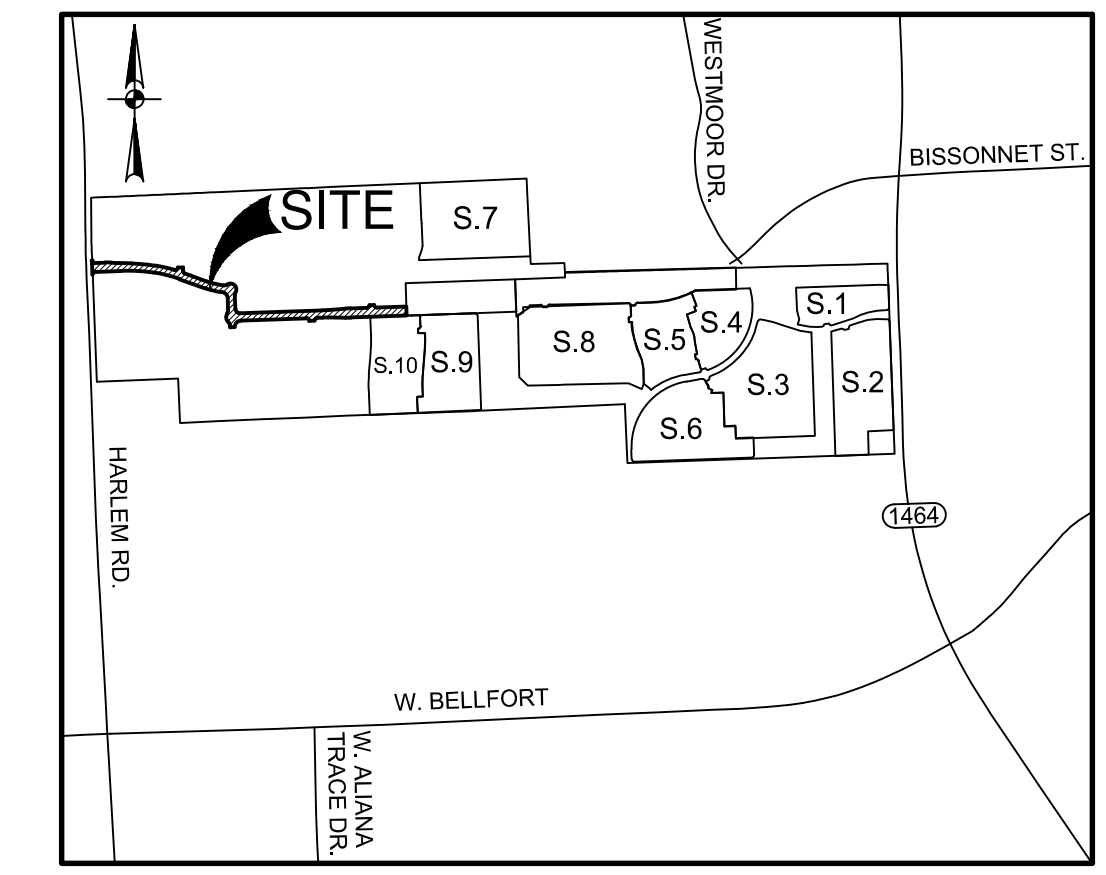 WESTMOOR DR.
BISSONNET ST.
SITE
S.7
S.1
S.4
S.5
S.8
S.10
S.9
S.3
S.2
S.6
HARLEM RD.
1464
W. BELLFORT
W. ALIANA
TRACE DR.